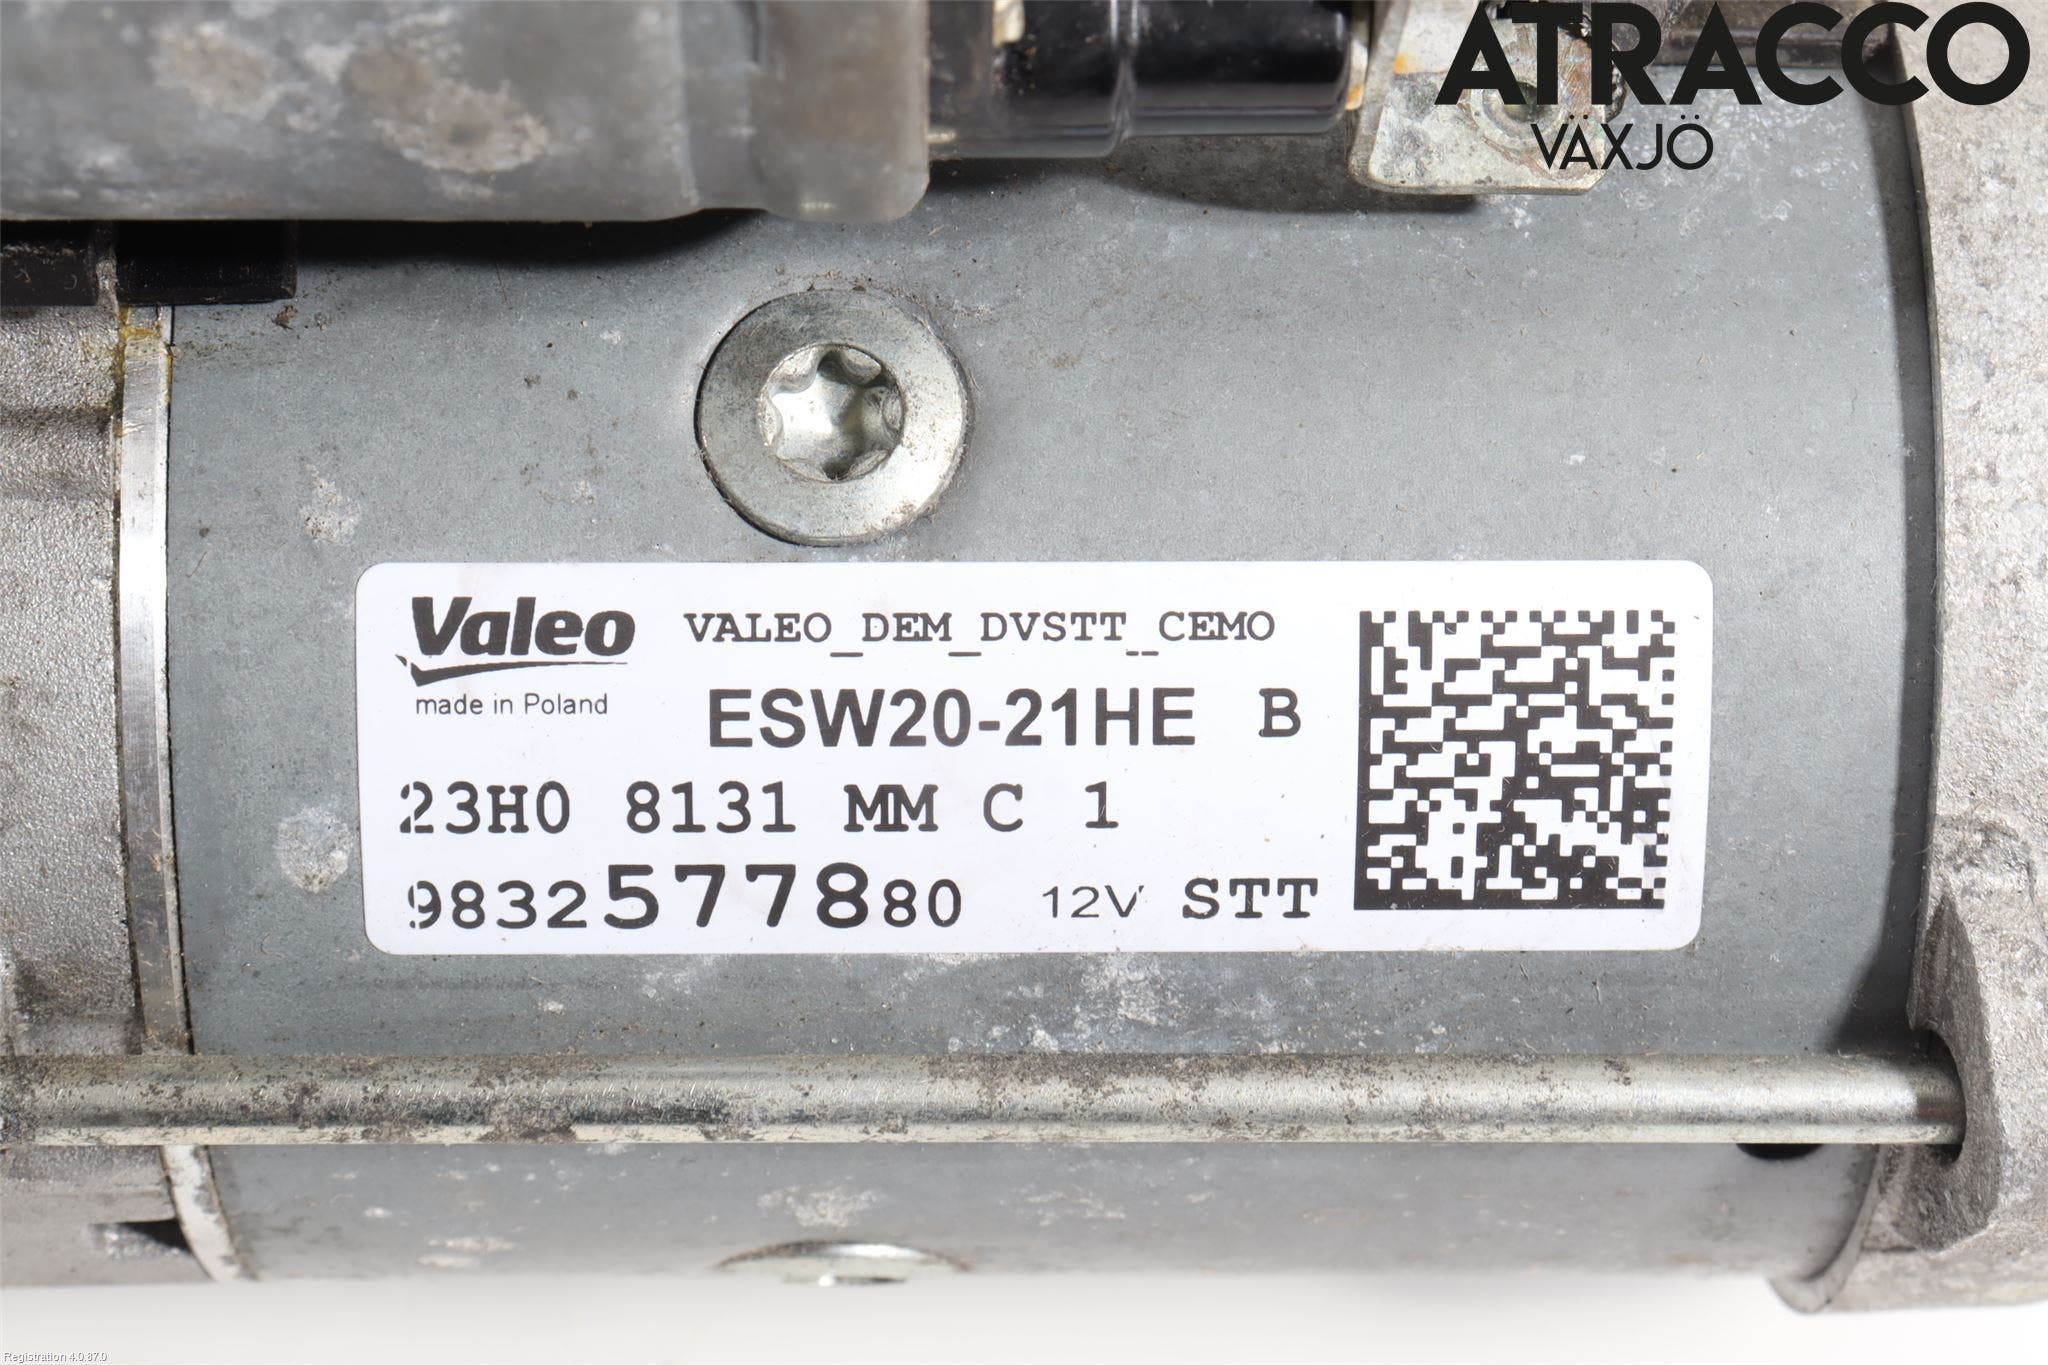 ATRACCO
VÄXJÖ
Valeo VALEO_DEM_DVSTT_CEMO
made in Poland ESW20-21HE B
23H0 8131 MM C 1
9832577880 12V STT
Registration 4.0.87.0